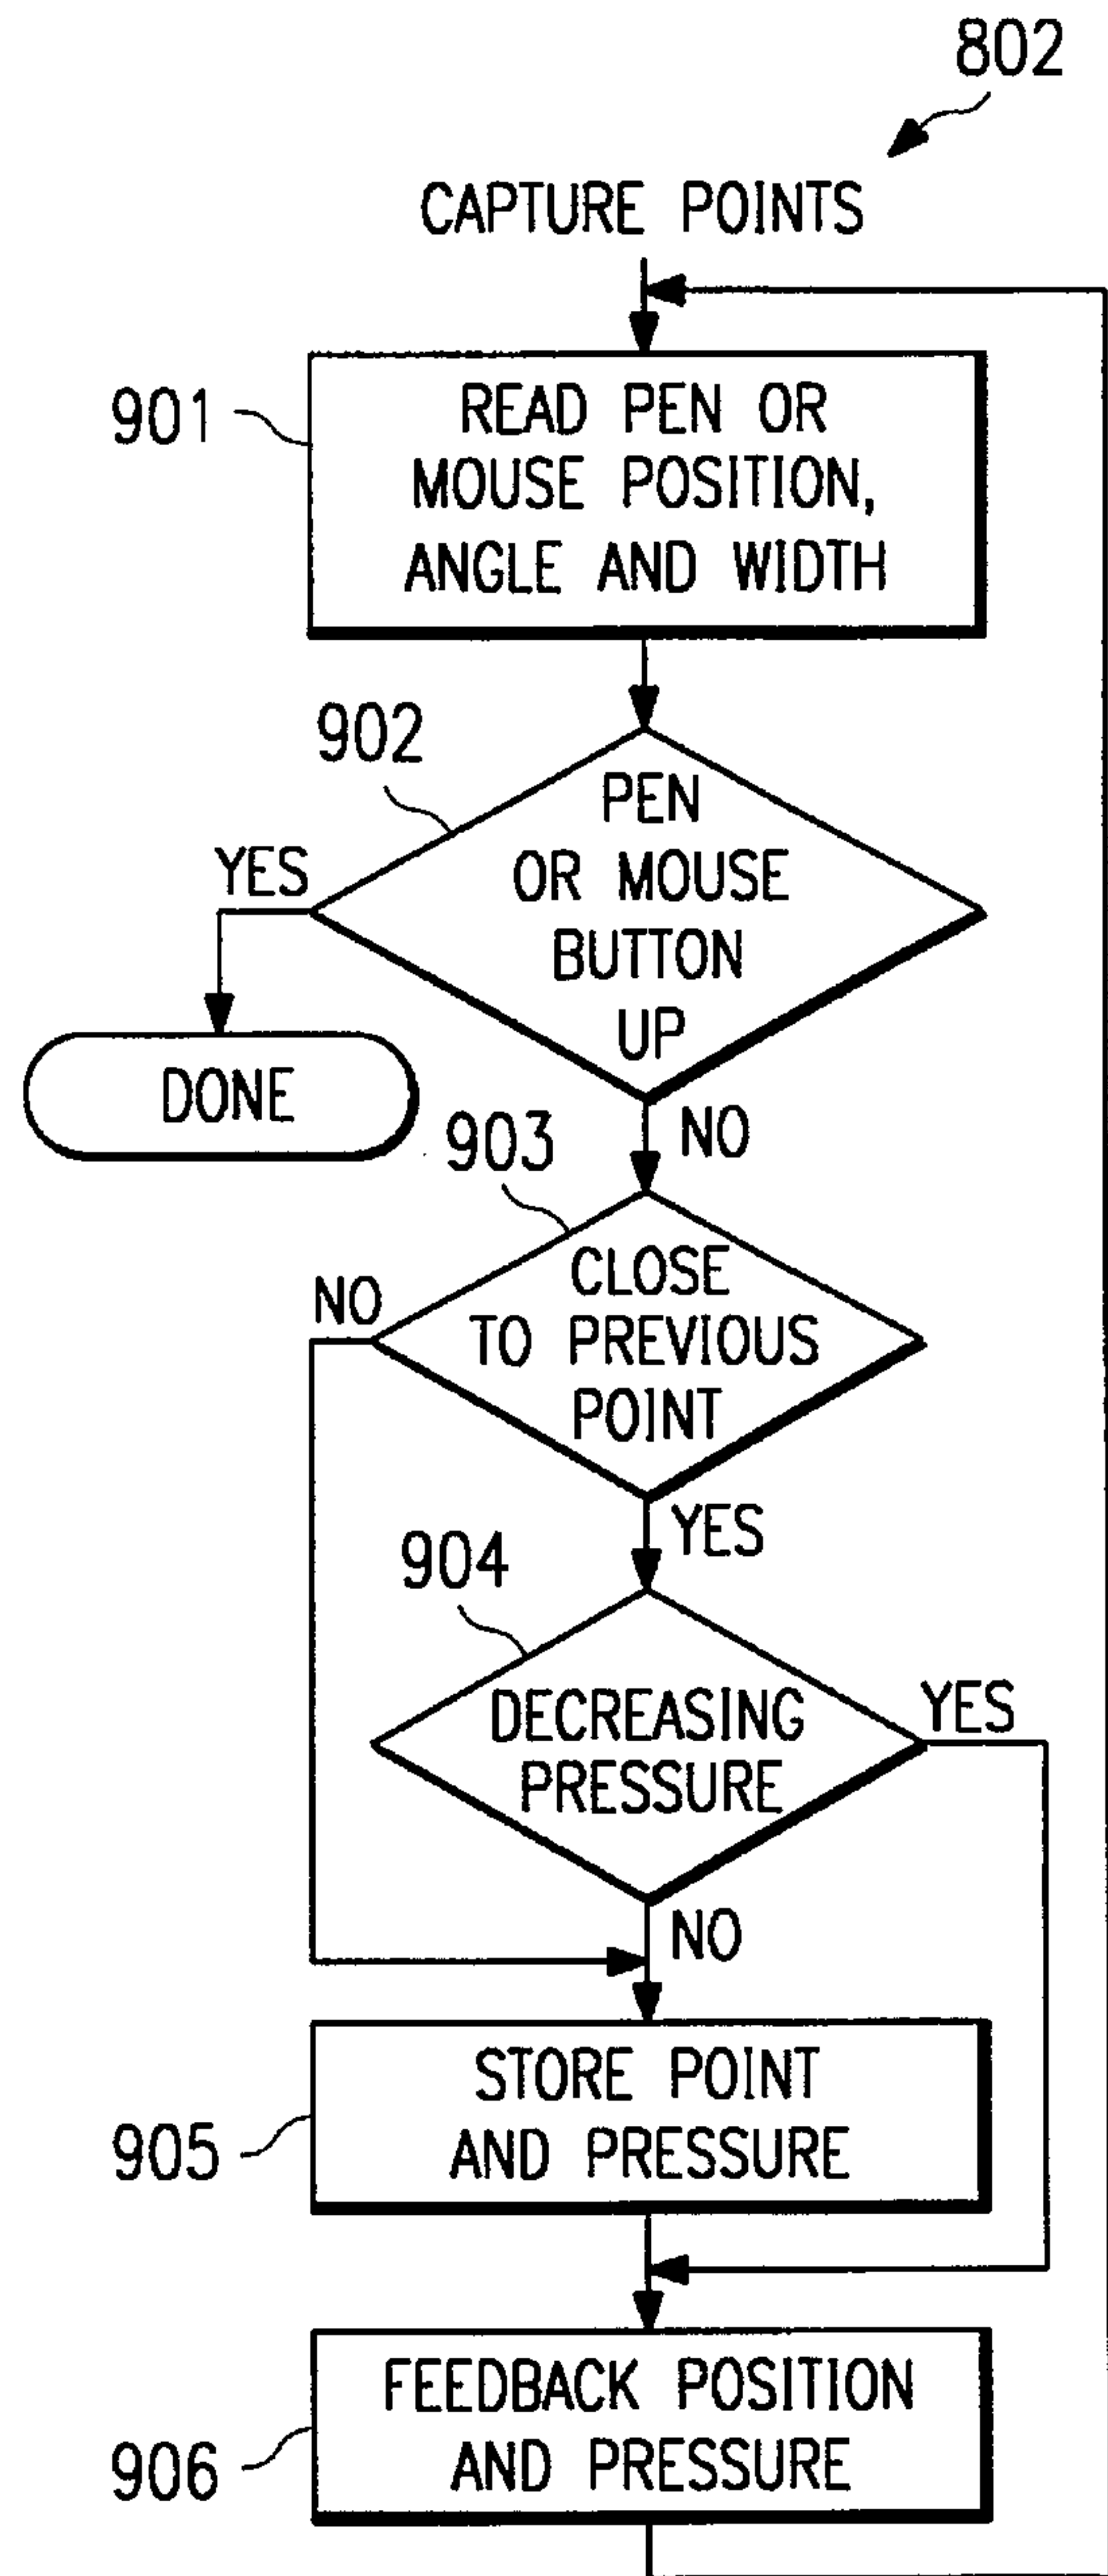 802
CAPTURE POINTS
901
READ PEN OR
MOUSE POSITION,
ANGLE AND WIDTH
902
PEN
OR MOUSE
BUTTON
UP
YES
DONE
NO
903
CLOSE
TO PREVIOUS
POINT
NO
YES
904
DECREASING
PRESSURE
YES
NO
905
STORE POINT
AND PRESSURE
906
FEEDBACK POSITION
AND PRESSURE